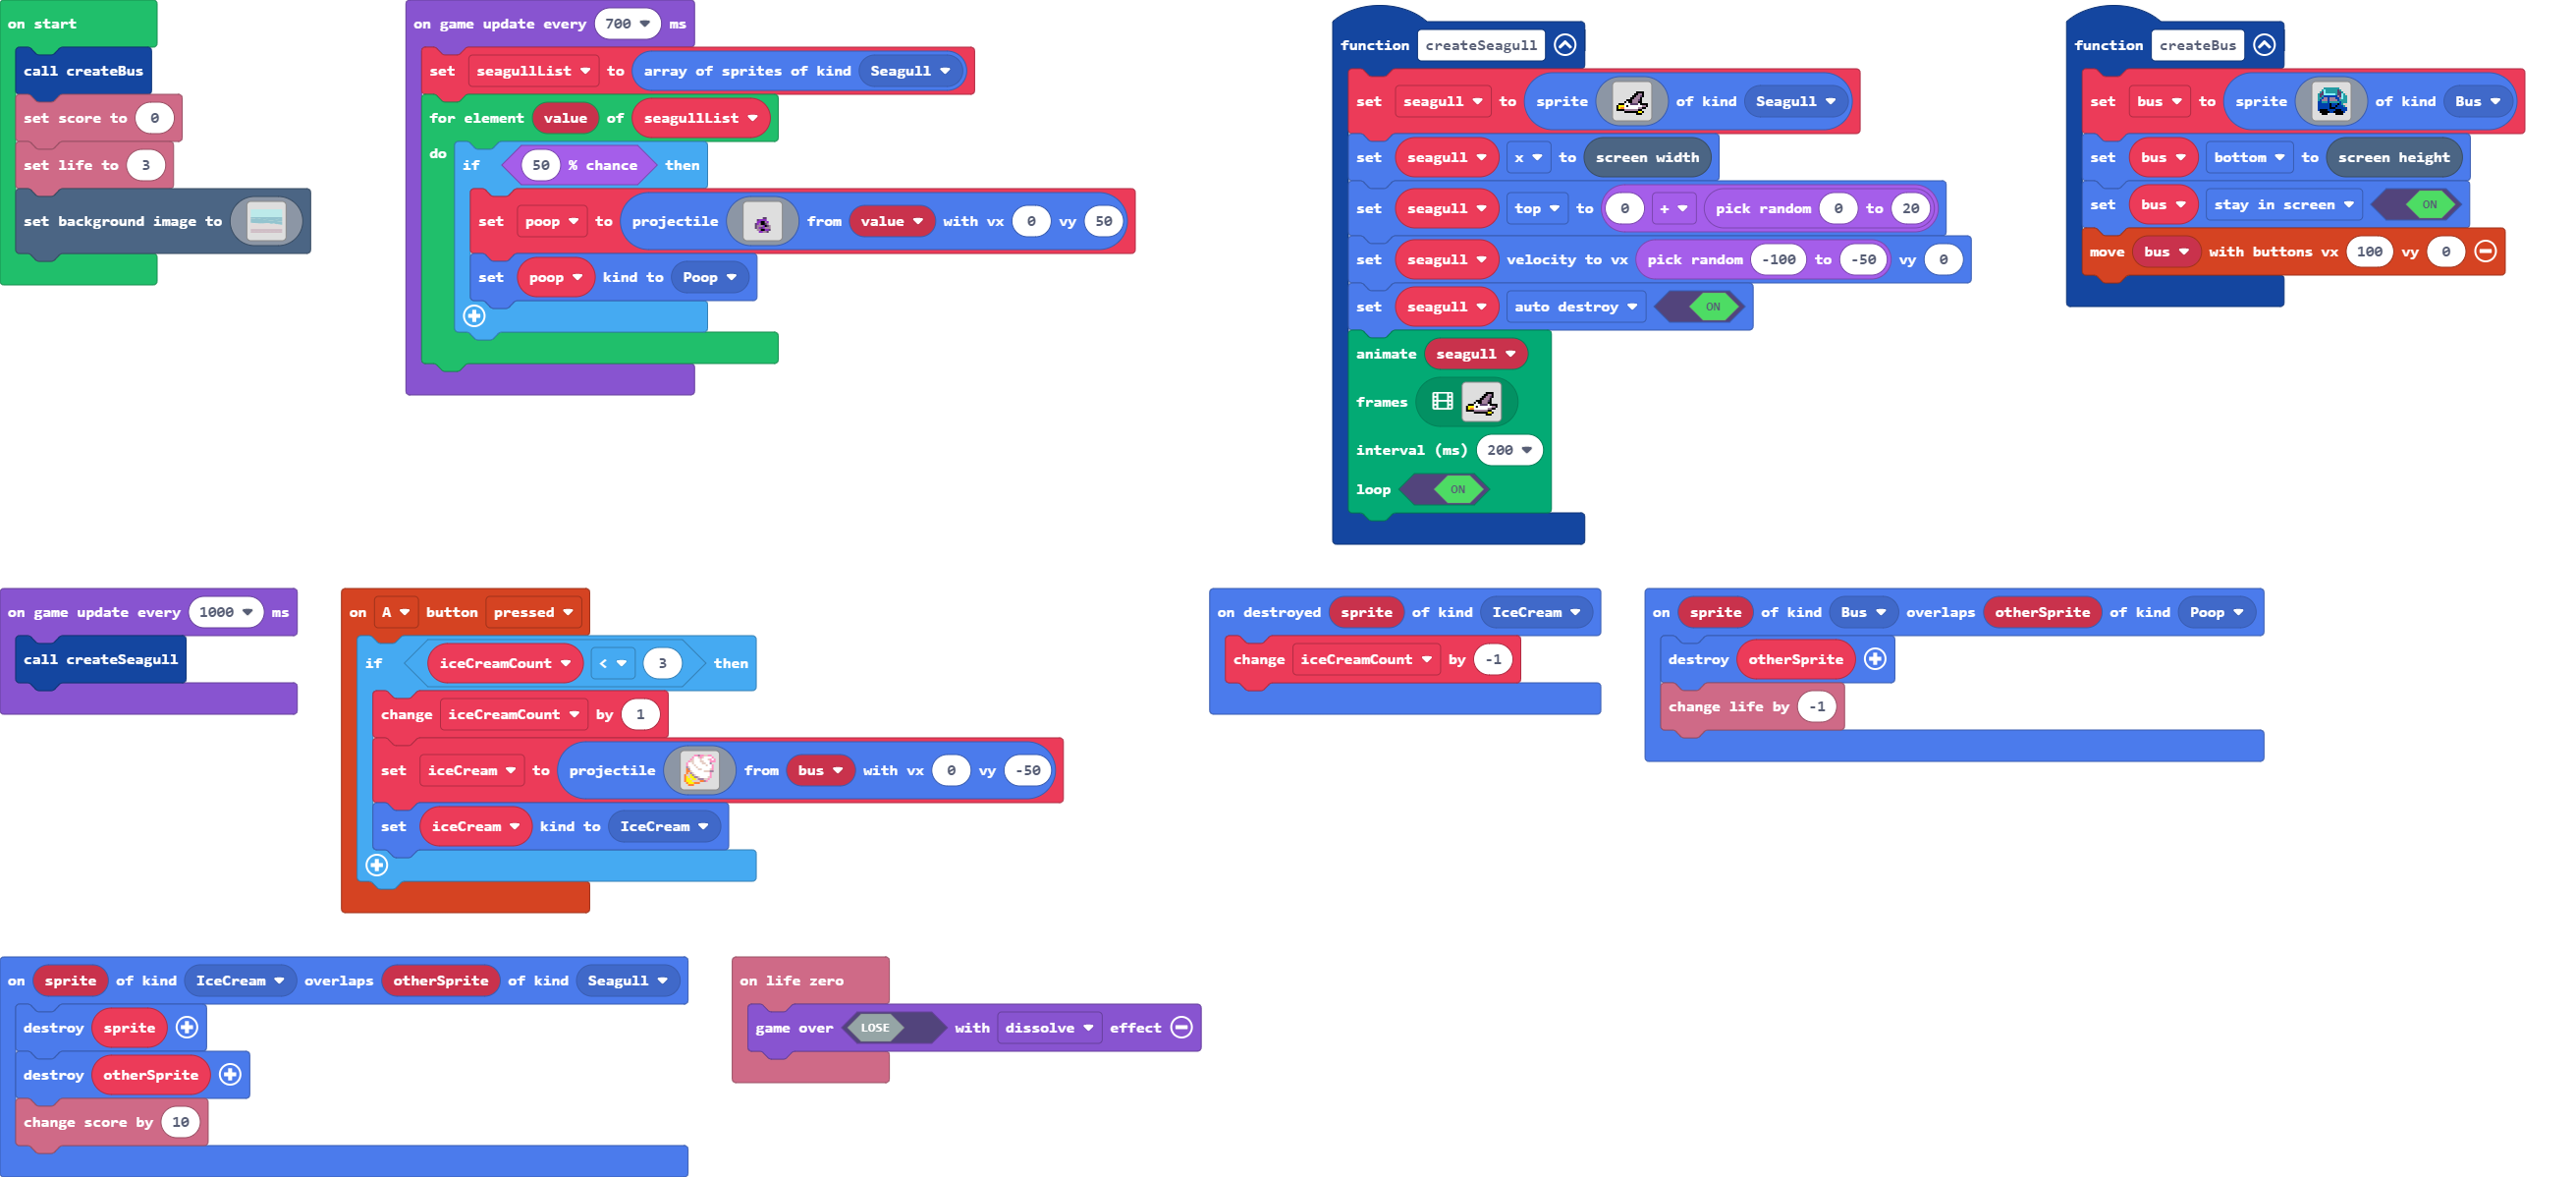 on start
call createBus
set score to 0
set life to 3
set background image to
on game update every 700 ms
set seagullList to array of sprites of kind Seagull
for element value of seagullList
do
if 50 % chance then
set poop to projectile from value with vx 0 vy 50
set poop kind to Poop
function createSeagull
set seagull to sprite of kind Seagull
set seagull x to screen width
set seagull top to 0 + pick random 0 to 20
set seagull velocity to vx pick random -100 to -50 vy 0
set seagull auto destroy ON
animate seagull
frames
interval (ms) 200
loop ON
function createBus
set bus to sprite of kind Bus
set bus bottom to screen height
set bus stay in screen ON
move bus with buttons vx 100 vy 0
on game update every 1000 ms
call createSeagull
on A button pressed
if iceCreamCount < 3 then
change iceCreamCount by 1
set iceCream to projectile from bus with vx 0 vy -50
set iceCream kind to IceCream
on destroyed sprite of kind IceCream
change iceCreamCount by -1
on sprite of kind Bus overlaps otherSprite of kind Poop
destroy otherSprite
change life by -1
on sprite of kind IceCream overlaps otherSprite of kind Seagull
destroy sprite
destroy otherSprite
change score by 10
on life zero
game over LOSE with dissolve effect